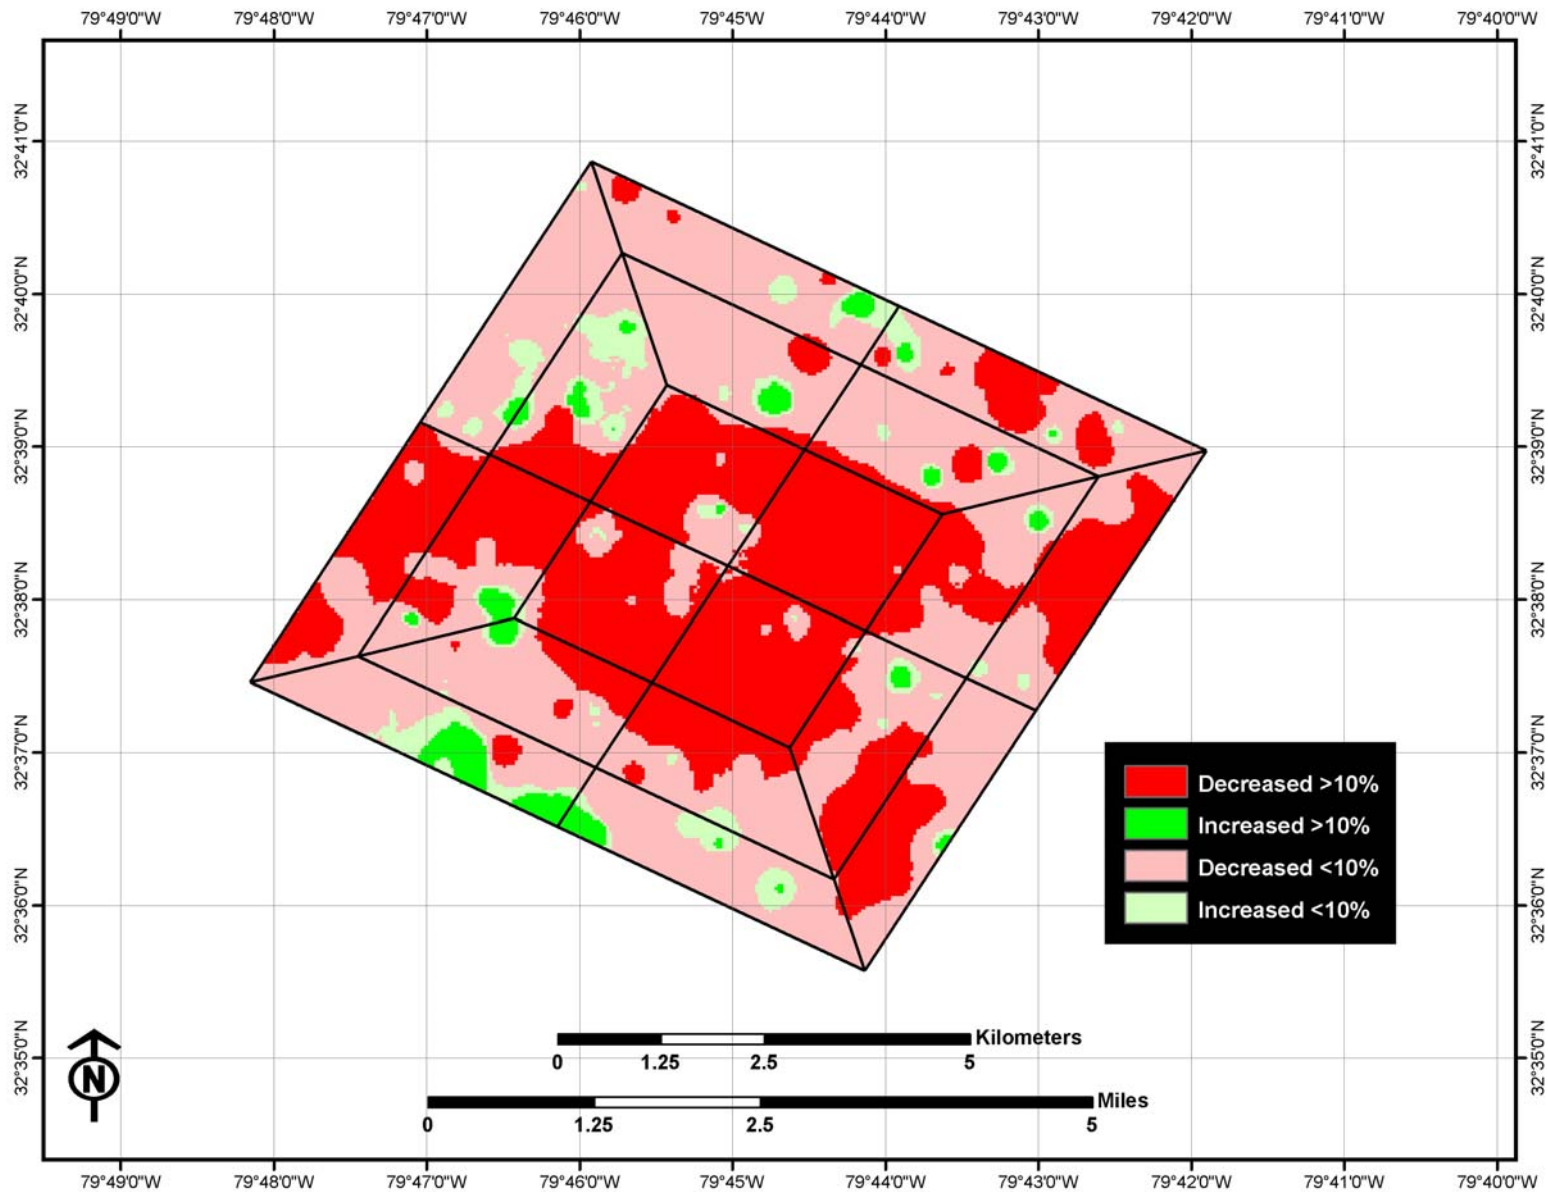 79°49'0"W 79°48'0"W 79°47'0"W 79°46'0"W 79°45'0"W 79°44'0"W 79°43'0"W 79°42'0"W 79°41'0"W 79°40'0"W
32°41'0"N 32°41'0"N
32°40'0"N 32°40'0"N
32°39'0"N 32°39'0"N
32°38'0"N 32°38'0"N
32°37'0"N 32°37'0"N
Decreased >10%
Increased >10%
Decreased <10%
Increased <10%
32°36'0"N 32°36'0"N
32°35'0"N 32°35'0"N
Kilometers
0 1.25 2.5 5
N
Miles
0 1.25 2.5 5
79°49'0"W 79°48'0"W 79°47'0"W 79°46'0"W 79°45'0"W 79°44'0"W 79°43'0"W 79°42'0"W 79°41'0"W 79°40'0"W